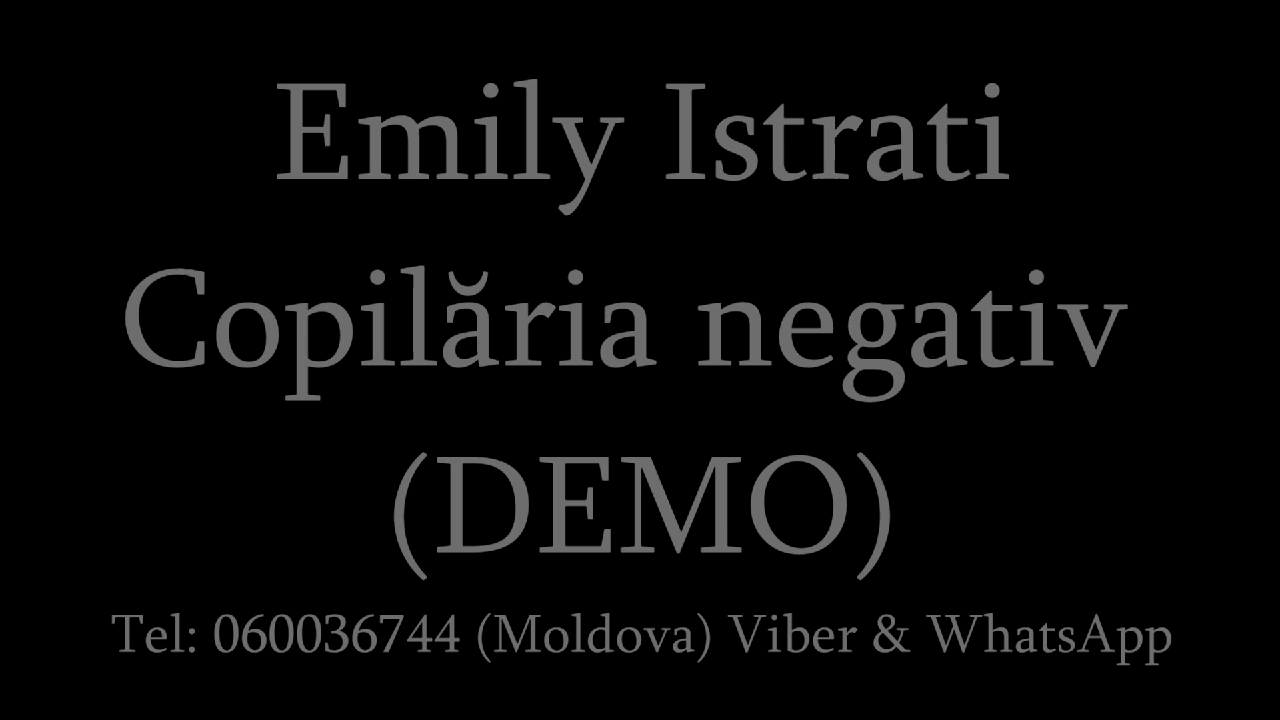 Emily Istrati
Copilăria negativ
(DEMO)
Tel: 060036744 (Moldova) Viber & WhatsApp